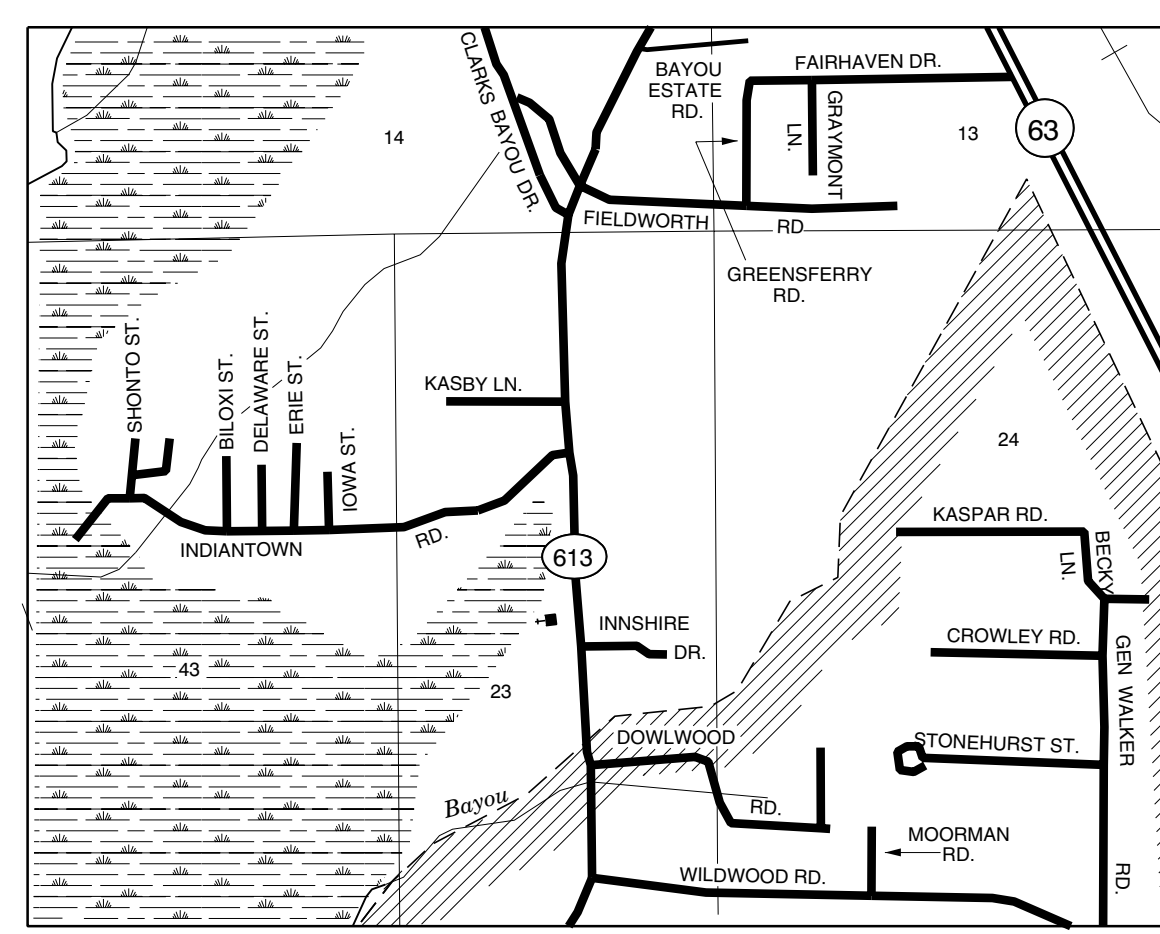 CLARKS BAYOU DR.
BAYOU
ESTATE
RD.
FAIRHAVEN DR.
GRAYMONT
LN.
13
63
14
FIELDWORTH
RD
GREENSFERRY
RD.
SHONTO ST.
BILOXI ST.
DELAWARE ST.
ERIE ST.
IOWA ST.
KASBY LN.
24
INDIANTOWN
RD.
613
KASPAR RD.
BECKY
LN.
INNSHIRE
DR.
CROWLEY RD.
GEN WALKER
RD.
43
23
DOWLWOOD
RD.
STONEHURST ST.
Bayou
MOORMAN
RD.
WILDWOOD RD.